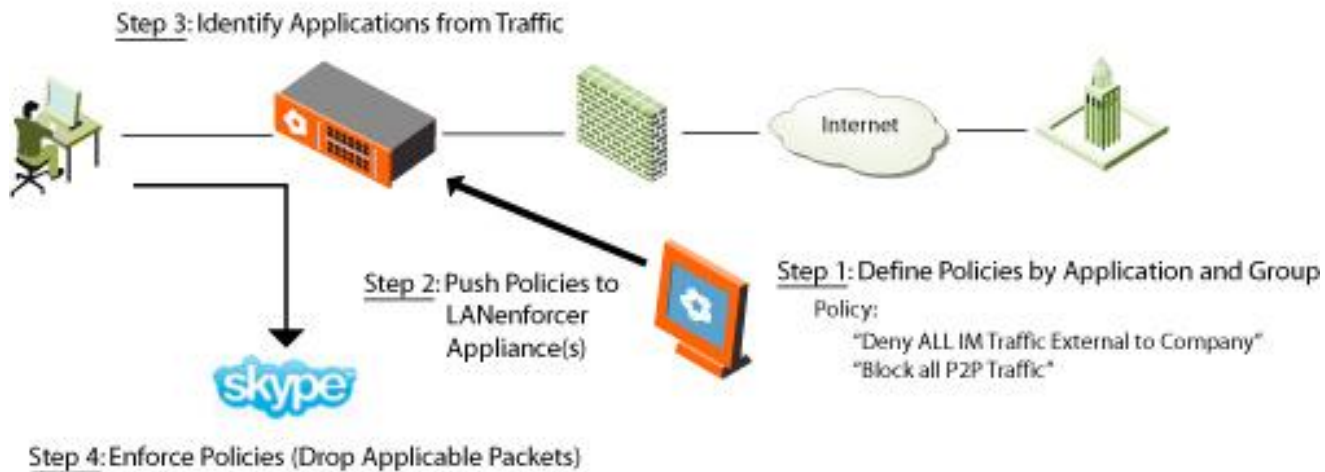 Step 3: Identify Applications from Traffic
Internet
Step 1: Define Policies by Application and Group
Policy:
"Deny ALL IM Traffic External to Company"
"Block all P2P Traffic"
Step 2: Push Policies to
LANenforcer
Appliance(s)
skype
Step 4: Enforce Policies (Drop Applicable Packets)